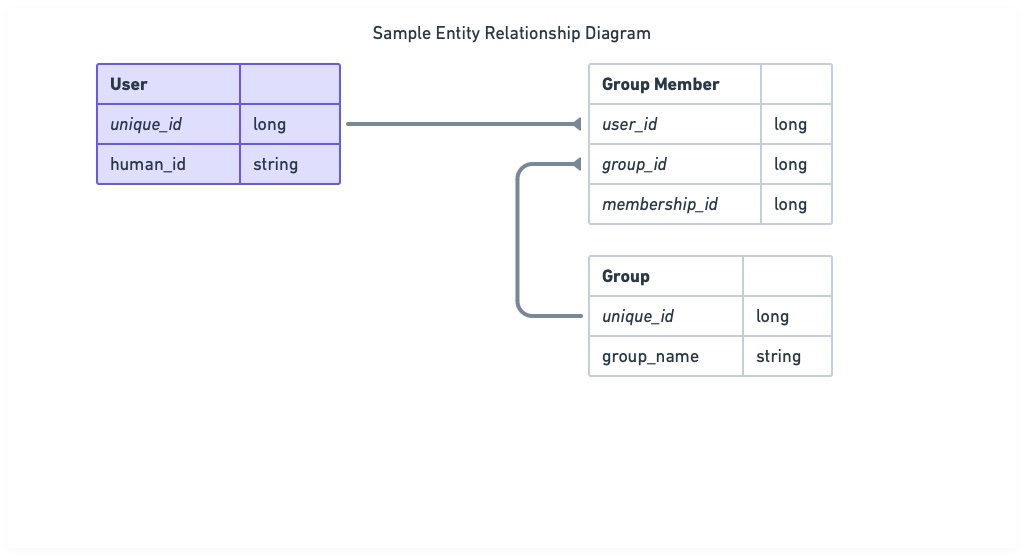 Sample Entity Relationship Diagram
User
unique_id long
human_id string
Group Member
user_id long
group_id long
membership_id long
Group
unique_id long
group_name string